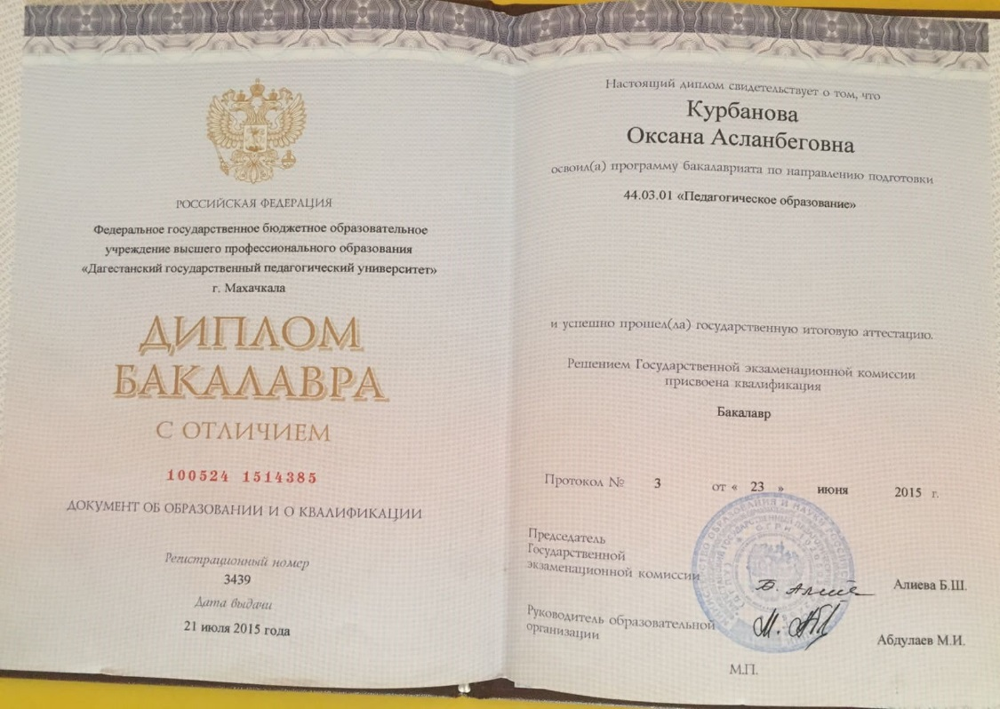 РОССИЙСКАЯ ФЕДЕРАЦИЯ
Федеральное государственное бюджетное образовательное
учреждение высшего профессионального образования
«Дагестанский государственный педагогический университет»
г. Махачкала
ДИПЛОМ
БАКАЛАВРА
С ОТЛИЧИЕМ
100524 1514385
ДОКУМЕНТ ОБ ОБРАЗОВАНИИ И О КВАЛИФИКАЦИИ
Регистрационный номер
3439
Дата выдачи
21 июля 2015 года
Настоящий диплом свидетельствует о том, что
Курбанова
Оксана Асланбеговна
освоил(а) программу бакалавриата по направлению подготовки
44.03.01 «Педагогическое образование»
и успешно прошел(ла) государственную итоговую аттестацию.
Решением Государственной экзаменационной комиссии
присвоена квалификация
Бакалавр
Протокол № 3 от « 23 » июня 2015 г.
Председатель
Государственной
экзаменационной комиссии
Алиева Б.Ш.
Руководитель образовательной
организации
Абдулаев М.И.
М.П.